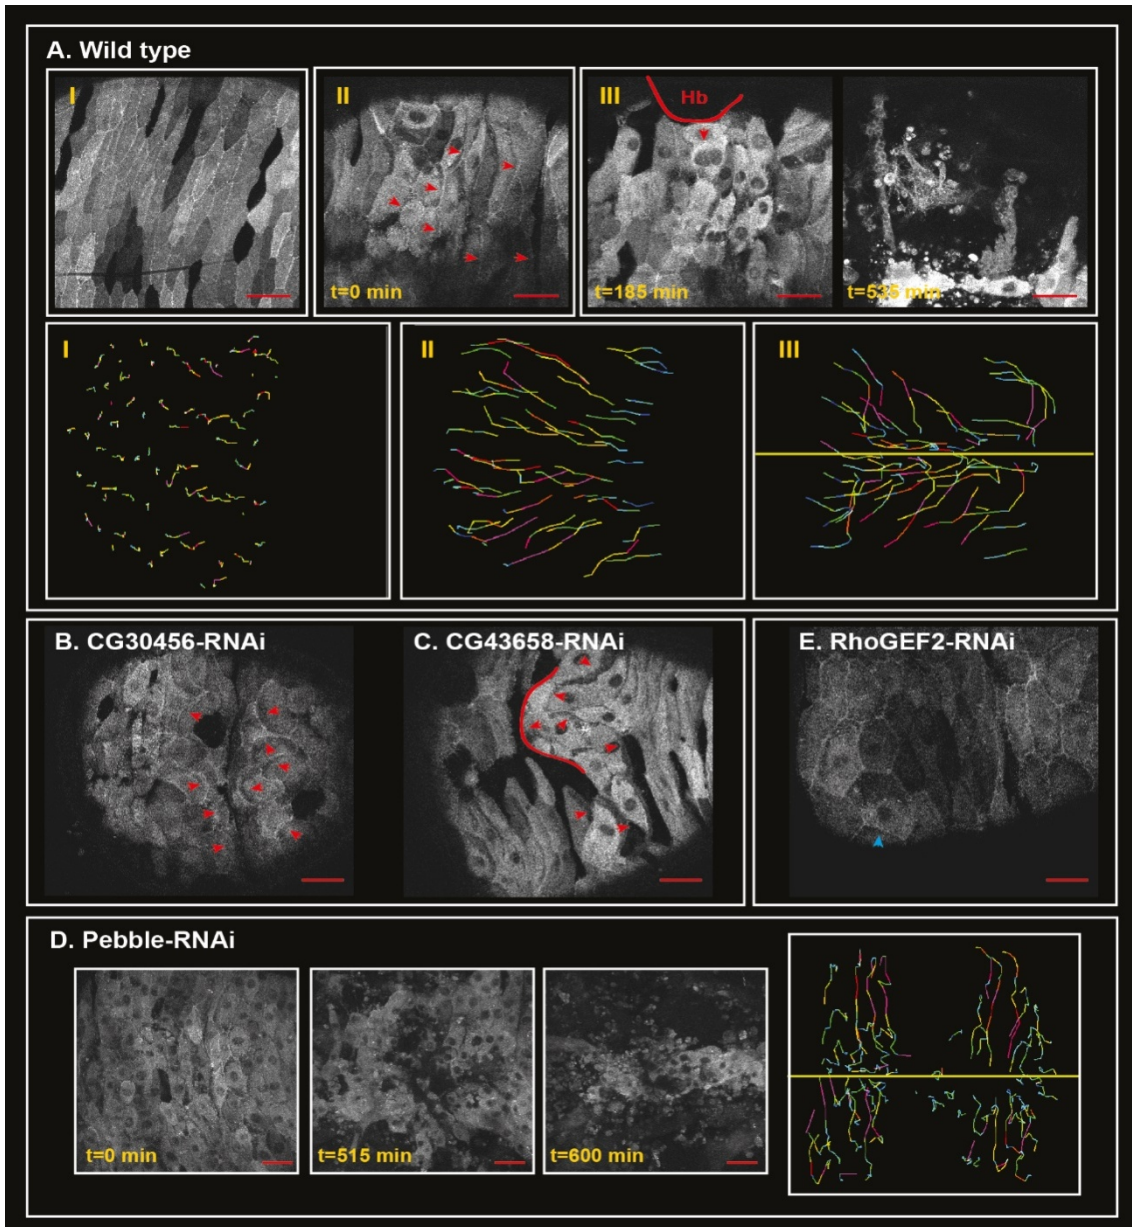 A. Wild type
I
II
t=0 min
III
Hb
t=185 min
t=535 min
I
II
III
B. CG30456-RNAi
C. CG43658-RNAi
E. RhoGEF2-RNAi
D. Pebble-RNAi
t=0 min
t=515 min
t=600 min